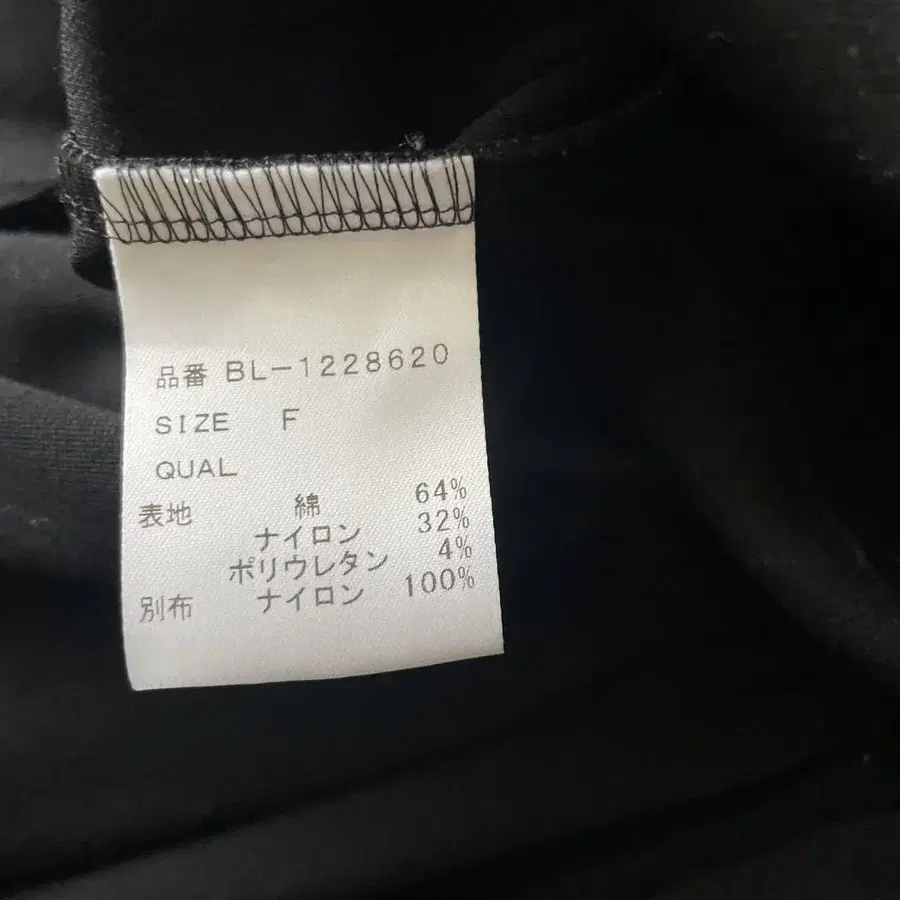 品番 BL-1228620
SIZE F
QUAL
表地 綿 64%
ナイロン 32%
ポリウレタン 4%
別布 ナイロン 100%